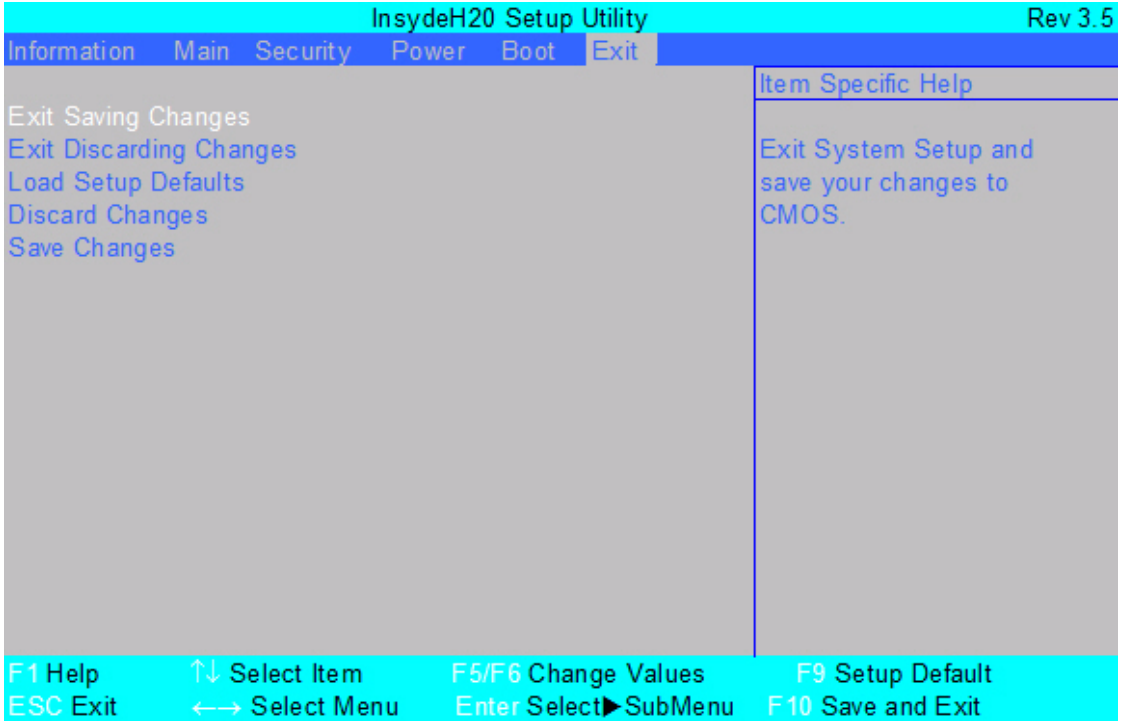 InsydeH20 Setup Utility Rev 3.5
Information Main Security Power Boot Exit
Item Specific Help
Exit Saving Changes
Exit Discarding Changes
Load Setup Defaults
Discard Changes
Save Changes
Exit System Setup and
save your changes to
CMOS.
F1 Help ↑↓ Select Item F5/F6 Change Values F9 Setup Default
ESC Exit ←→ Select Menu Enter Select▶SubMenu F10 Save and Exit